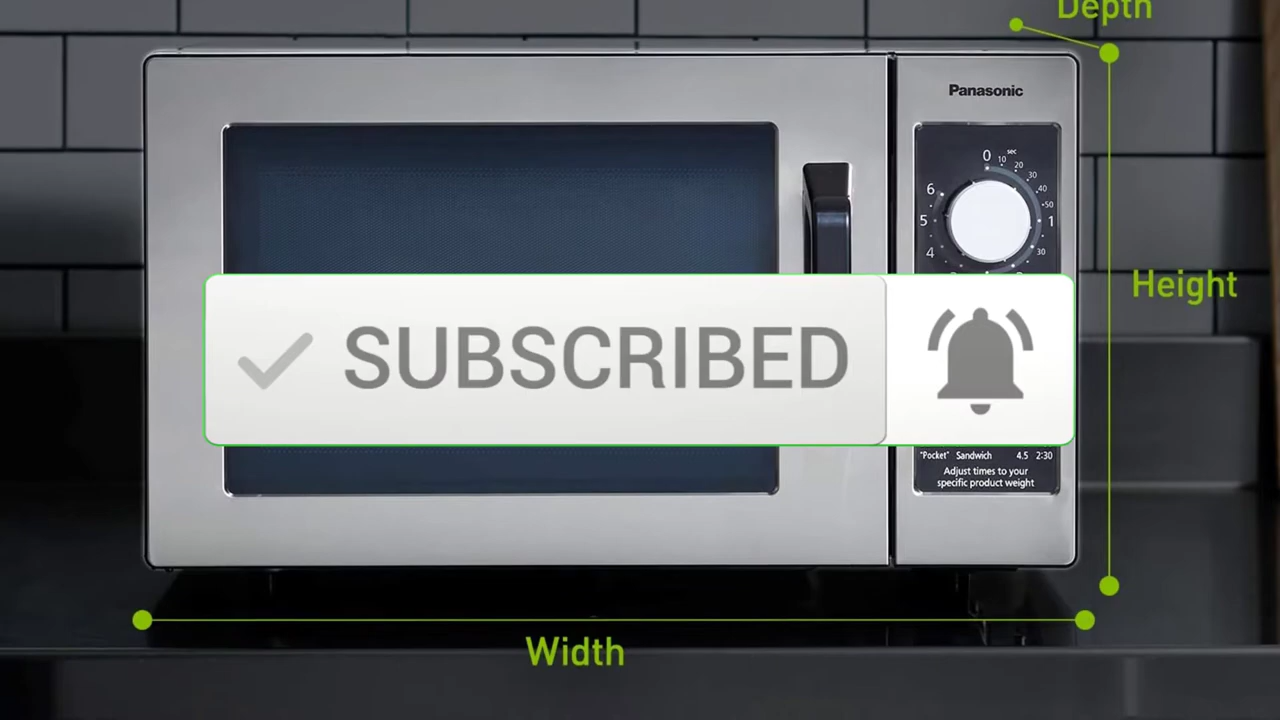 Depth
Panasonic
0
sec
10
20
30
40
50
1
30
6
5
4
Height
SUBSCRIBED
"Pocket" Sandwich 4.5 2:30
Adjust times to your
specific product weight
Width